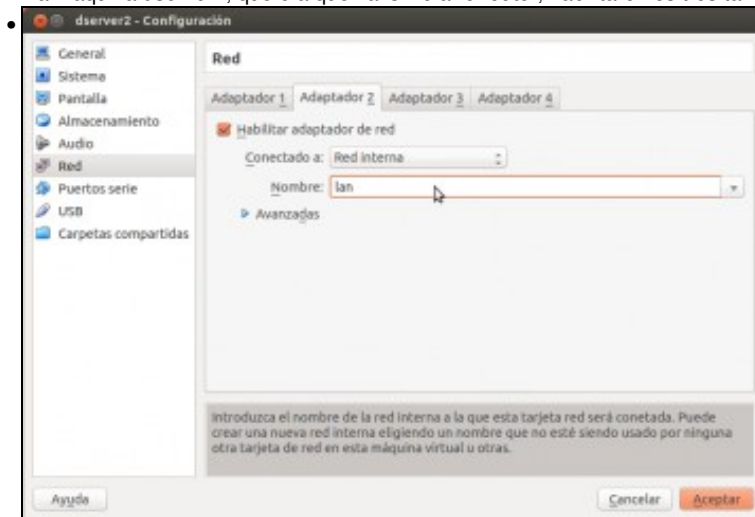 dserver2 - Configuración
General
Sistema
Pantalla
Almacenamiento
Audio
Red
Puertos serie
USB
Carpetas compartidas
Red
Adaptador 1 Adaptador 2 Adaptador 3 Adaptador 4
Habilitar adaptador de red
Conectado a: Red interna
Nombre: lan
Avanzadas
Introduzca el nombre de la red interna a la que esta tarjeta red será conetada. Puede
crear una nueva red interna eligiendo un nombre que no esté siendo usado por ninguna
otra tarjeta de red en esta máquina virtual u otras.
Ayuda Cancelar Aceptar